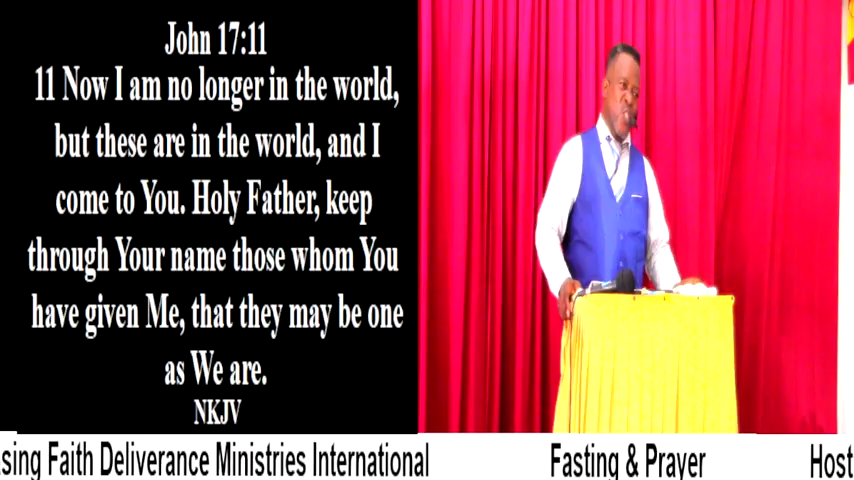 John 17:11
11 Now I am no longer in the world,
but these are in the world, and I
come to You. Holy Father, keep
through Your name those whom You
have given Me, that they may be one
as We are.
NKJV
Faith Deliverance Ministries International Fasting & Prayer Host